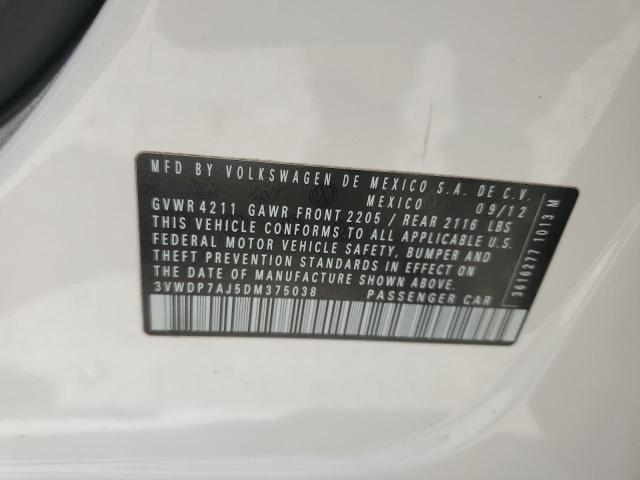 MFD BY VOLKSWAGEN DE MEXICO S.A. DE C.V.
MEXICO 09/12
GVWR 4211 GAWR FRONT 2205 / REAR 2116 LBS
THIS VEHICLE CONFORMS TO ALL APPLICABLE U.S.
FEDERAL MOTOR VEHICLE SAFETY, BUMPER AND
THEFT PREVENTION STANDARDS IN EFFECT ON
THE DATE OF MANUFACTURE SHOWN ABOVE.
3VWDP7AJ5DM375038 PASSENGER CAR
3616277 1013 M